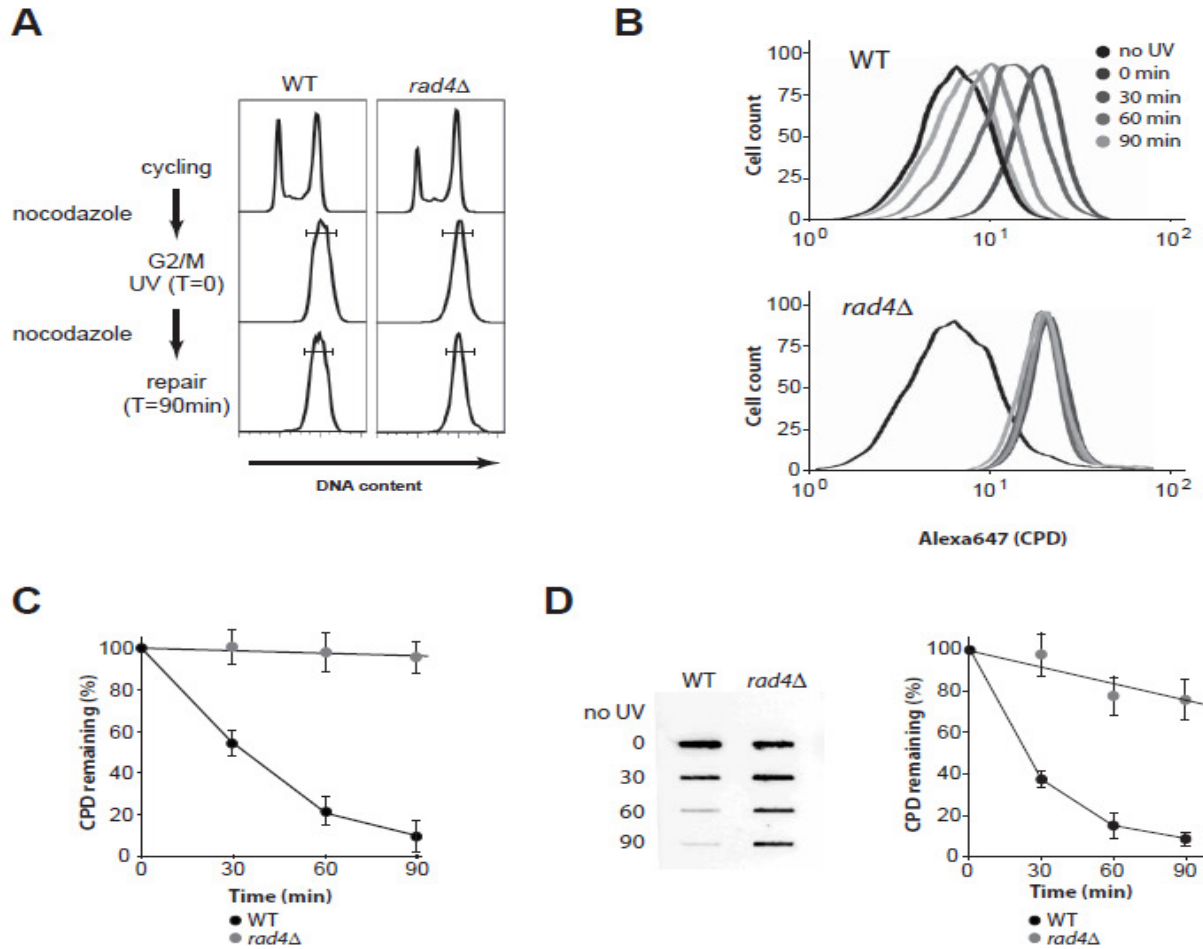 A
WT
rad4Δ
cycling
nocodazole
G2/M
UV (T=0)
nocodazole
repair
(T=90min)
DNA content
B
WT
Cell count
100
75
50
25
0
10⁰
10¹
10²
no UV
0 min
30 min
60 min
90 min
rad4Δ
Cell count
100
75
50
25
0
10⁰
10¹
10²
Alexa647 (CPD)
C
CPD remaining (%)
100
80
60
40
20
0
0 30 60 90
Time (min)
WT
rad4Δ
D
WT rad4Δ
no UV
0
30
60
90
CPD remaining (%)
100
80
60
40
20
0
0 30 60 90
Time (min)
WT
rad4Δ